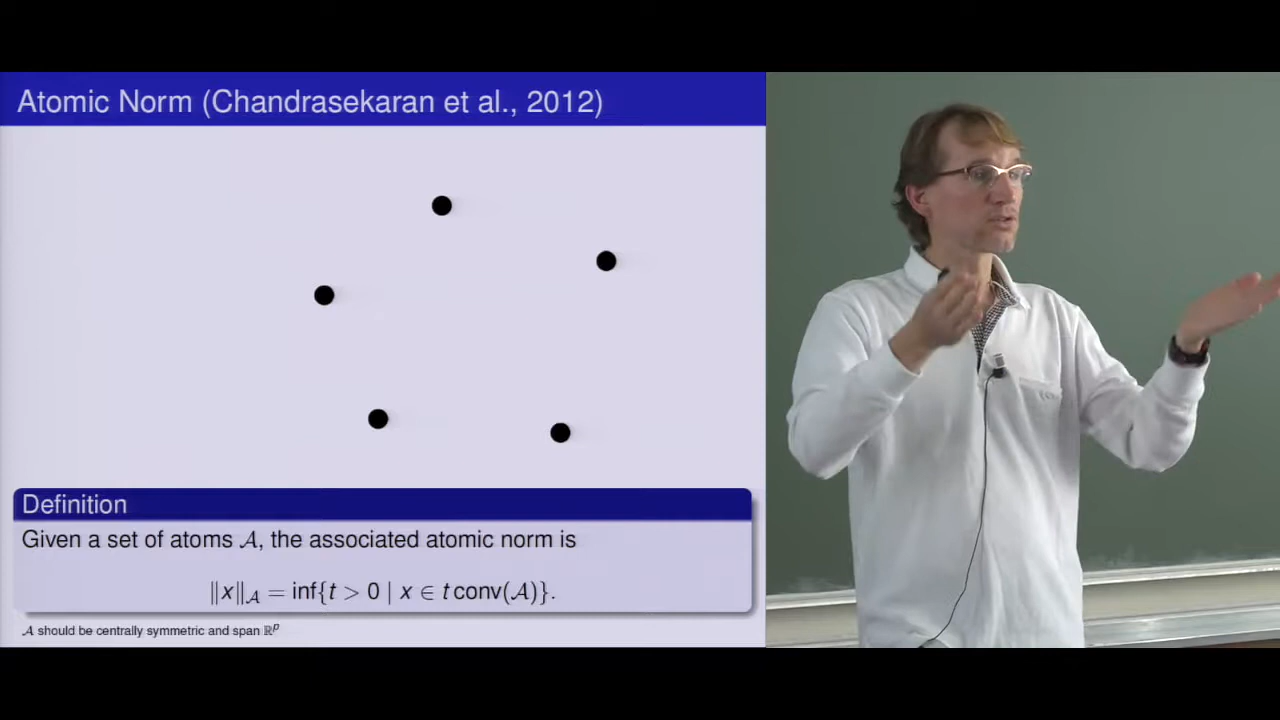 Atomic Norm (Chandrasekaran et al., 2012)
Definition
Given a set of atoms 𝒜, the associated atomic norm is
‖x‖_𝒜 = inf{t > 0 | x ∈ t conv(𝒜)}.
𝒜 should be centrally symmetric and span ℝ^p